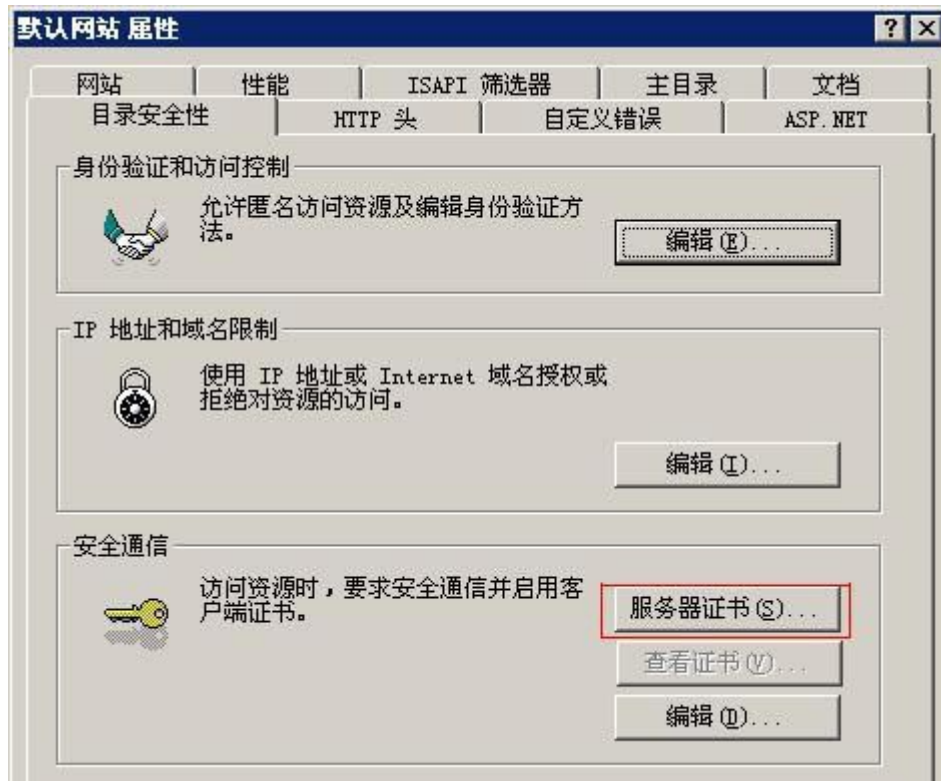 默认网站 属性
网站 性能 ISAPI 筛选器 主目录 文档
目录安全性 HTTP 头 自定义错误 ASP.NET
身份验证和访问控制
允许匿名访问资源及编辑身份验证方
法。
编辑(E)...
IP 地址和域名限制
使用 IP 地址或 Internet 域名授权或
拒绝对资源的访问。
编辑(I)...
安全通信
访问资源时，要求安全通信并启用客
户端证书。
服务器证书(S)...
查看证书(V)...
编辑(D)...